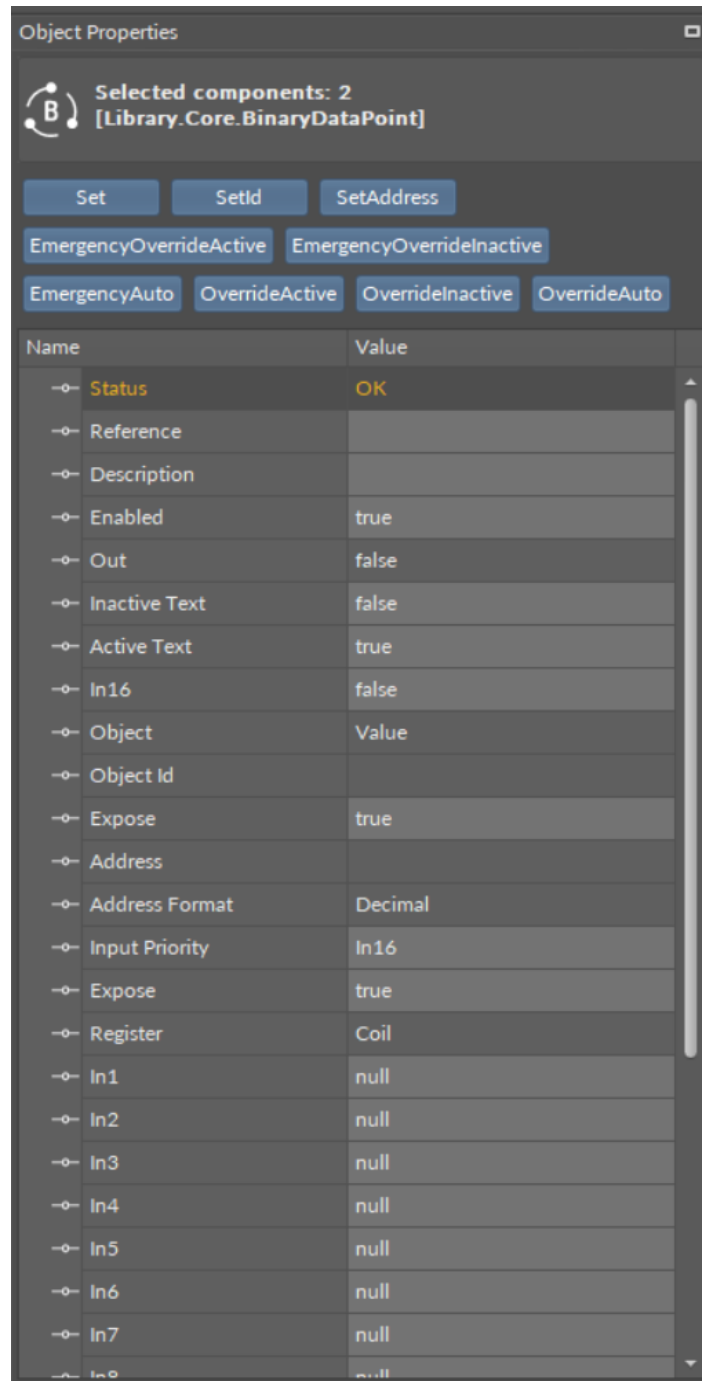 Object Properties
Selected components: 2
[Library.Core.BinaryDataPoint]
B
Set SetId SetAddress
EmergencyOverrideActive EmergencyOverrideInactive
EmergencyAuto OverrideActive OverrideInactive OverrideAuto
Name Value
Status OK
Reference
Description
Enabled true
Out false
Inactive Text false
Active Text true
In16 false
Object Value
Object Id
Expose true
Address
Address Format Decimal
Input Priority In16
Expose true
Register Coil
In1 null
In2 null
In3 null
In4 null
In5 null
In6 null
In7 null
In8 null